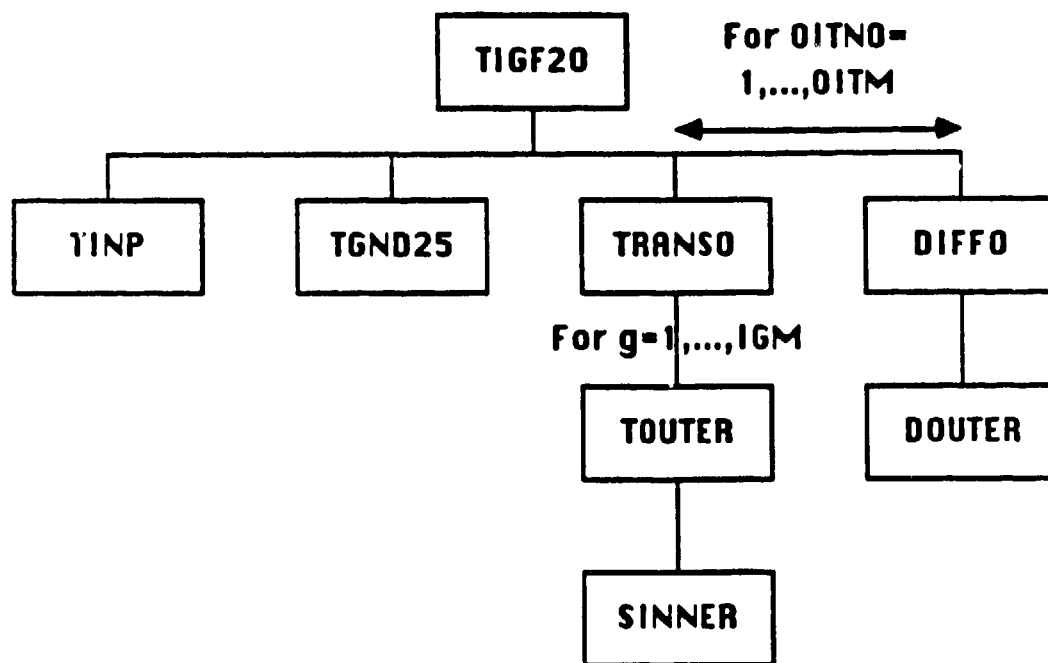 TIGF20
For OITNO=
1,...,OITM
TINP
TGND25
TRANSO
DIFFO
For g=1,...,IGM
TOUTER
DOUTER
SINNER